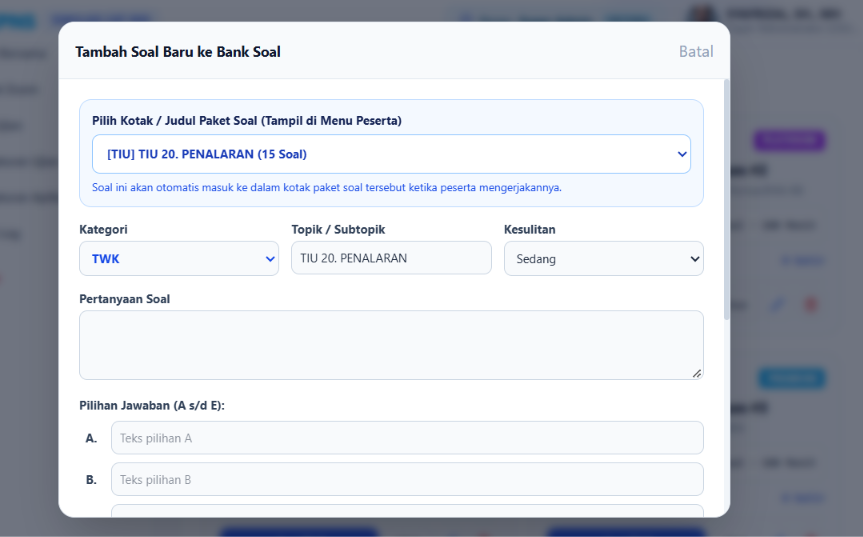 Tambah Soal Baru ke Bank Soal
Batal
Pilih Kotak / Judul Paket Soal (Tampil di Menu Peserta)
[TIU] TIU 20. PENALARAN (15 Soal)
Soal ini akan otomatis masuk ke dalam kotak paket soal tersebut ketika peserta mengerjakannya.
Kategori
Topik / Subtopik
Kesulitan
TWK
TIU 20. PENALARAN
Sedang
Pertanyaan Soal
Pilihan Jawaban (A s/d E):
A.
Teks pilihan A
B.
Teks pilihan B